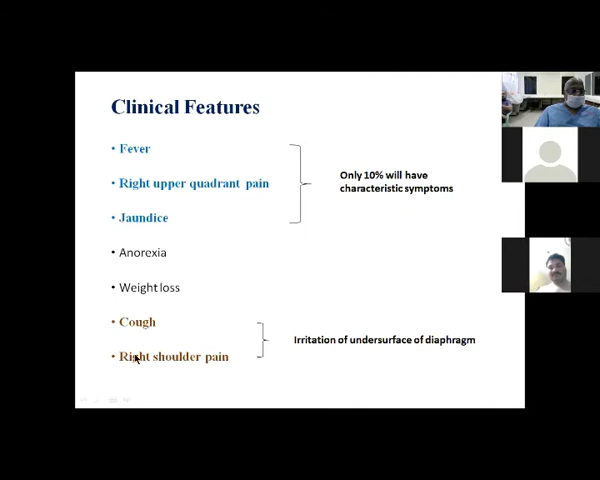 Clinical Features
• Fever
• Right upper quadrant pain
• Jaundice
Only 10% will have
characteristic symptoms
• Anorexia
• Weight loss
• Cough
• Right shoulder pain
Irritation of undersurface of diaphragm